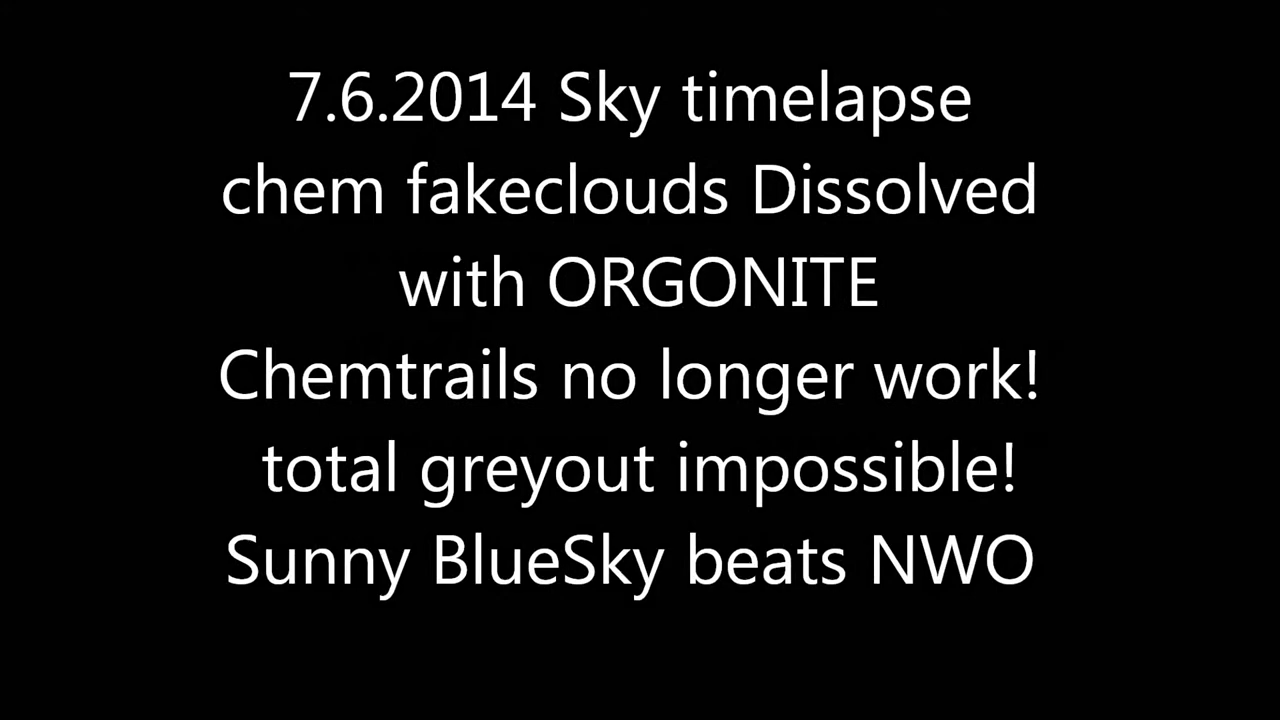 7.6.2014 Sky timelapse
chem fakeclouds Dissolved
with ORGONITE
Chemtrails no longer work!
total greyout impossible!
Sunny BlueSky beats NWO